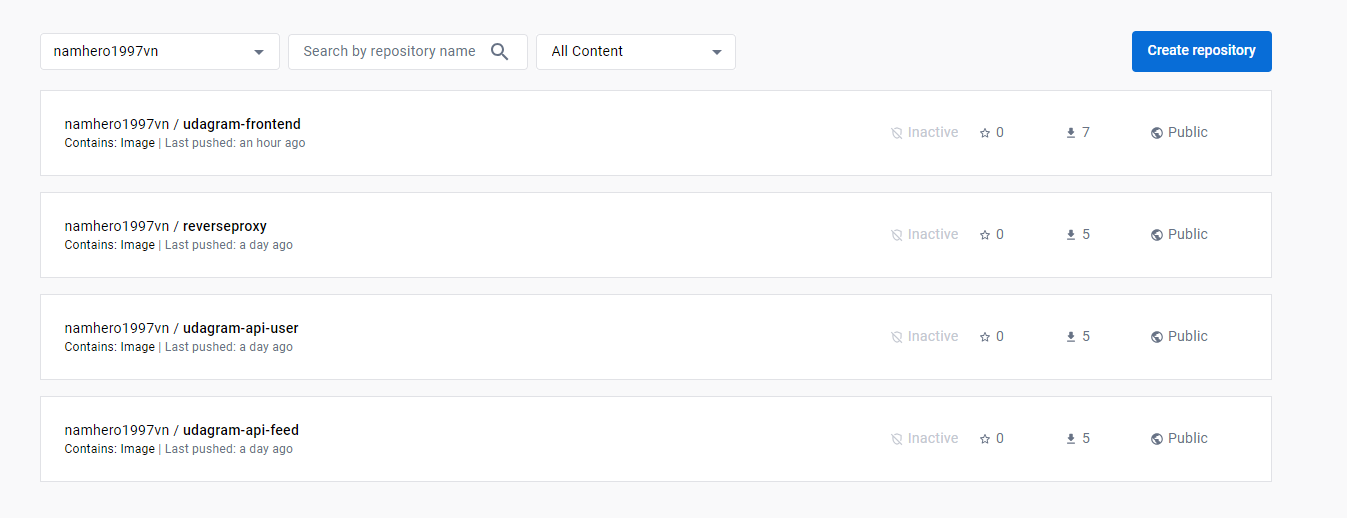 namhero1997vn Search by repository name All Content Create repository
namhero1997vn / udagram-frontend
Contains: Image | Last pushed: an hour ago
Inactive 0 7 Public
namhero1997vn / reverseproxy
Contains: Image | Last pushed: a day ago
Inactive 0 5 Public
namhero1997vn / udagram-api-user
Contains: Image | Last pushed: a day ago
Inactive 0 5 Public
namhero1997vn / udagram-api-feed
Contains: Image | Last pushed: a day ago
Inactive 0 5 Public